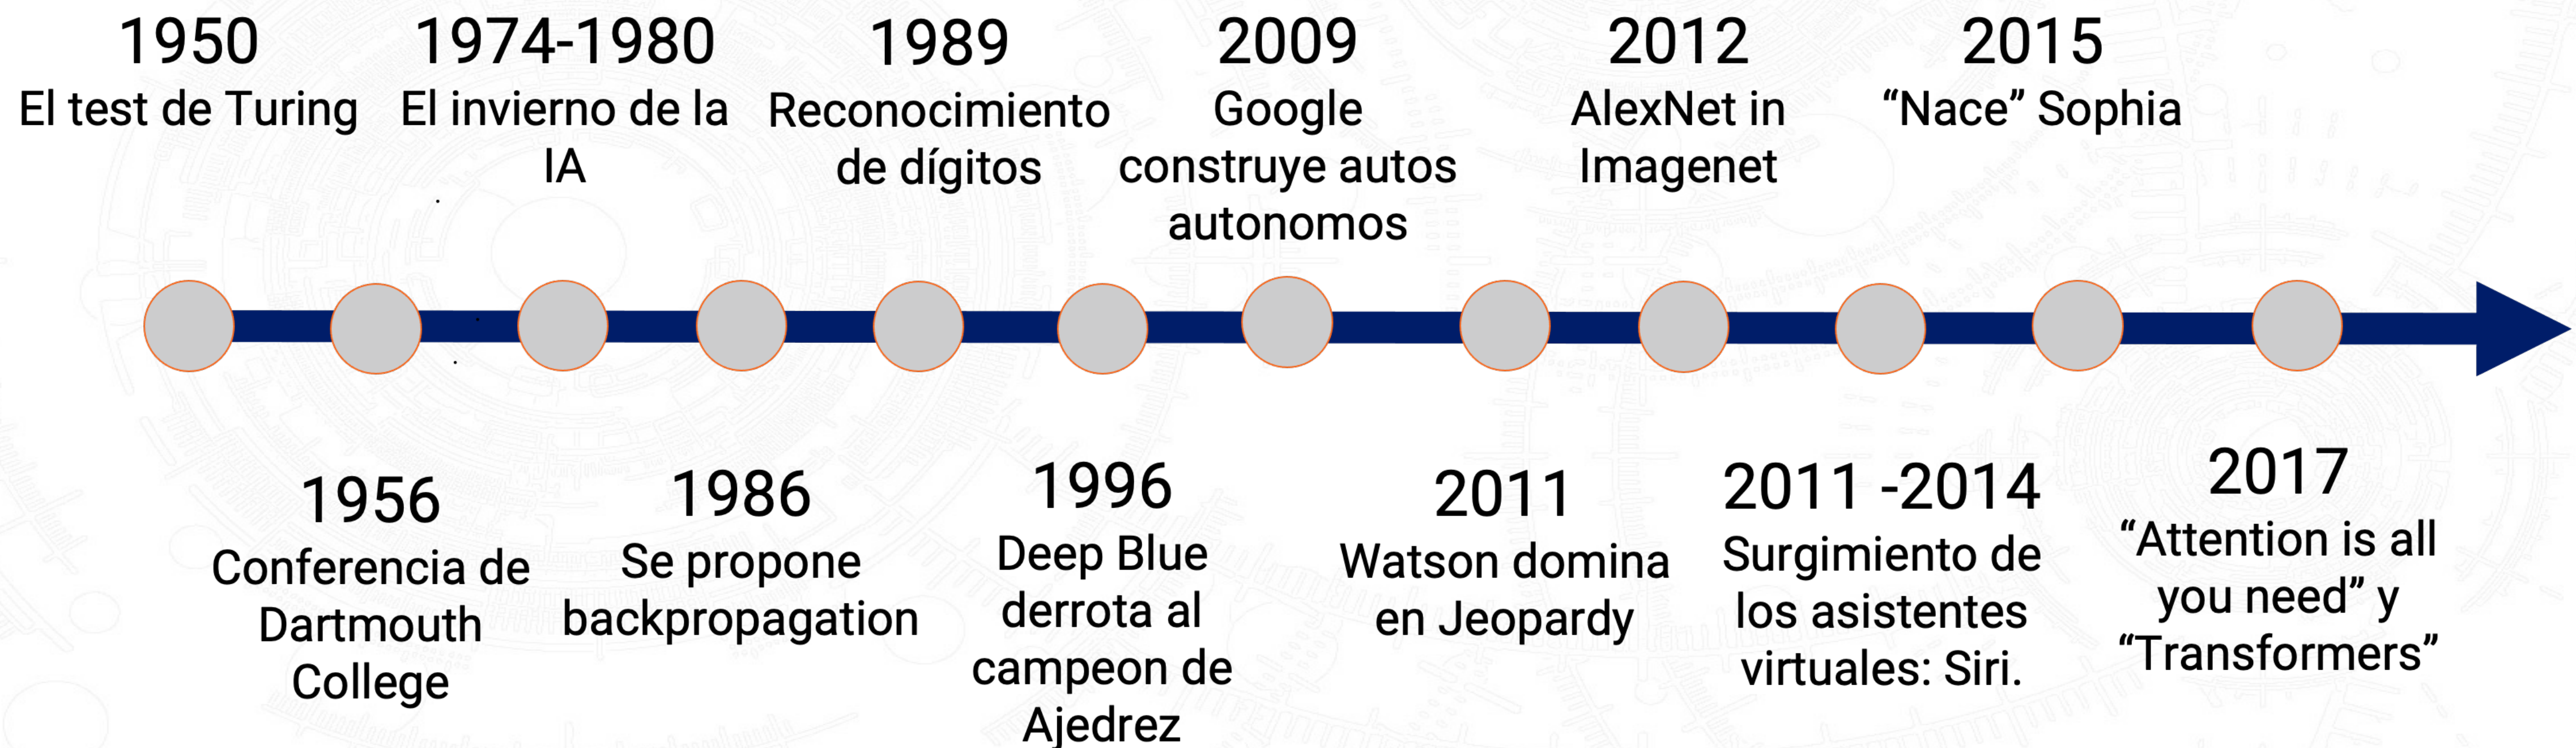 1950
El test de Turing
1974-1980
El invierno de la
IA
1989
Reconocimiento
de dígitos
2009
Google
construye autos
autonomos
2012
AlexNet in
Imagenet
2015
“Nace” Sophia
1956
Conferencia de
Dartmouth
College
1986
Se propone
backpropagation
1996
Deep Blue
derrota al
campeon de
Ajedrez
2011
Watson domina
en Jeopardy
2011 -2014
Surgimiento de
los asistentes
virtuales: Siri.
2017
“Attention is all
you need” y
“Transformers”